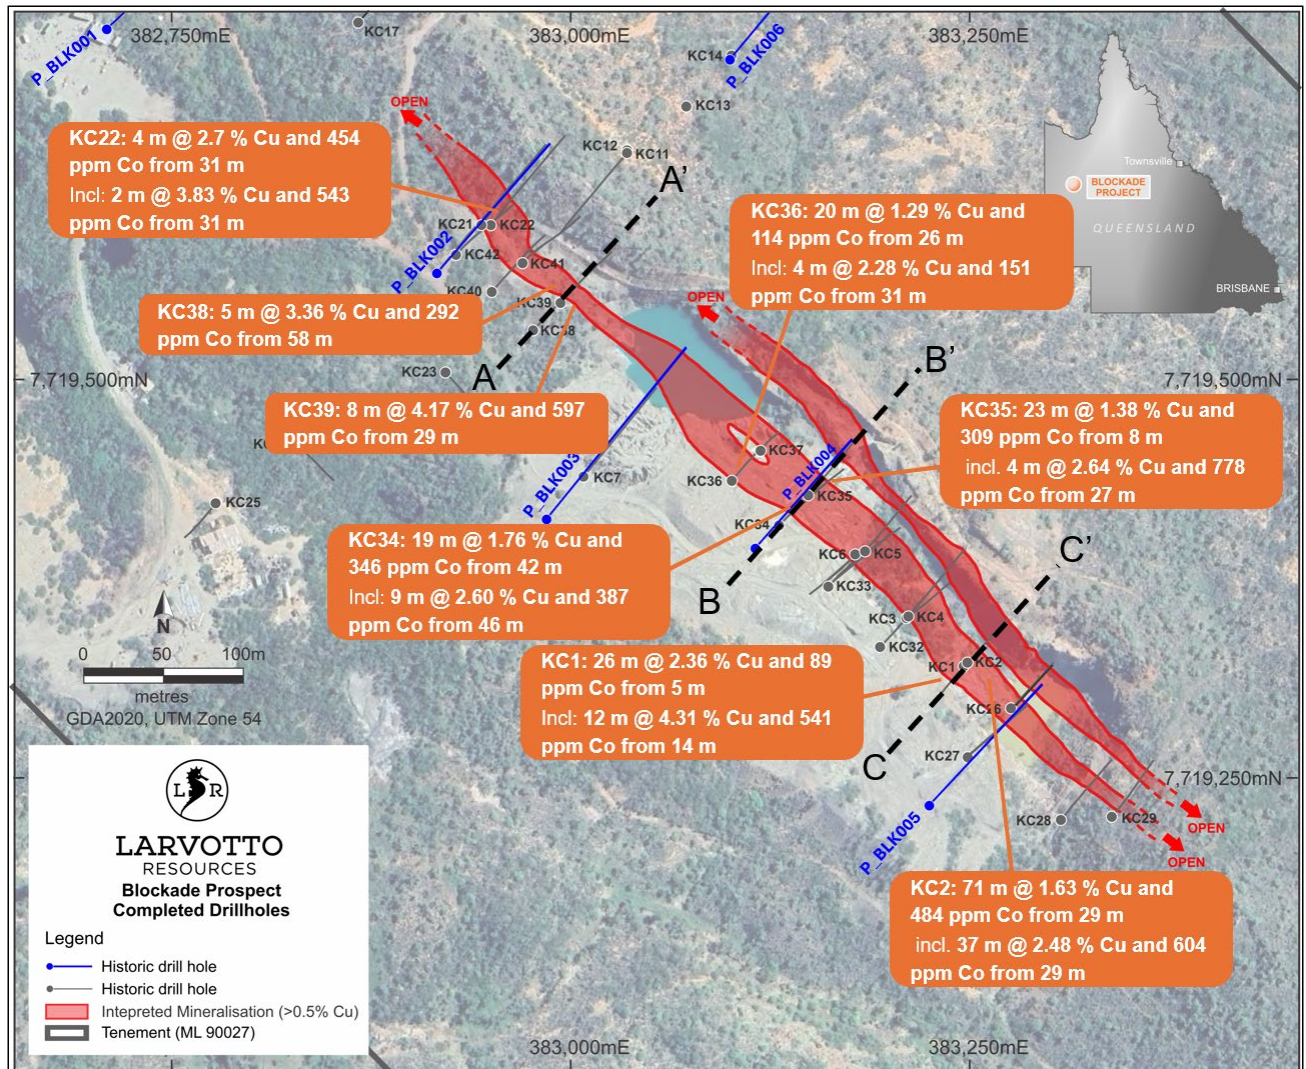 382,750mE
383,000mE
383,250mE
P_BLK001
KC17
KC14
P_BLK006
KC13
OPEN
KC22: 4 m @ 2.7 % Cu and 454
ppm Co from 31 m
Incl: 2 m @ 3.83 % Cu and 543
ppm Co from 31 m
KC12
KC11
A'
Townsville
BLOCKADE
PROJECT
QUEENSLAND
BRISBANE
KC21
KC22
KC42
P_BLK002
KC41
KC40
KC39
KC38
KC36: 20 m @ 1.29 % Cu and
114 ppm Co from 26 m
Incl: 4 m @ 2.28 % Cu and 151
ppm Co from 31 m
OPEN
KC38: 5 m @ 3.36 % Cu and 292
ppm Co from 58 m
7,719,500mN
KC23
A
B'
7,719,500mN
KC39: 8 m @ 4.17 % Cu and 597
ppm Co from 29 m
KC35: 23 m @ 1.38 % Cu and
309 ppm Co from 8 m
incl. 4 m @ 2.64 % Cu and 778
ppm Co from 27 m
KC37
KC36
P_BLK004
KC35
P_BLK003
KC7
KC25
KC34
KC34: 19 m @ 1.76 % Cu and
346 ppm Co from 42 m
Incl: 9 m @ 2.60 % Cu and 387
ppm Co from 46 m
KC6
KC5
KC33
B
C'
N
0 50 100m
metres
GDA2020, UTM Zone 54
KC3
KC4
KC32
KC1
KC2
KC1: 26 m @ 2.36 % Cu and 89
ppm Co from 5 m
Incl: 12 m @ 4.31 % Cu and 541
ppm Co from 14 m
KC26
KC27
C
7,719,250mN
P_BLK005
KC28
KC29
OPEN
OPEN
KC2: 71 m @ 1.63 % Cu and
484 ppm Co from 29 m
incl. 37 m @ 2.48 % Cu and 604
ppm Co from 29 m
L R
LARVOTTO
RESOURCES
Blockade Prospect
Completed Drillholes
Legend
Historic drill hole
Historic drill hole
Intepreted Mineralisation (>0.5% Cu)
Tenement (ML 90027)
383,000mE
383,250mE